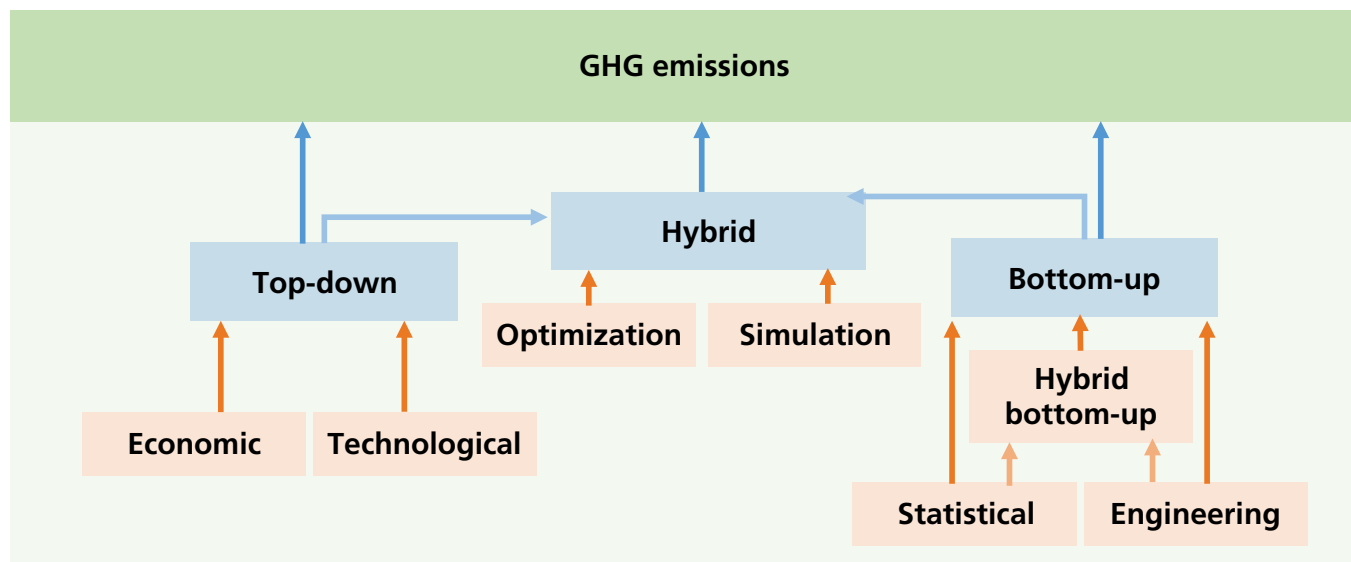 GHG emissions
Hybrid
Top-down
Bottom-up
Optimization
Simulation
Hybrid
bottom-up
Economic
Technological
Statistical
Engineering